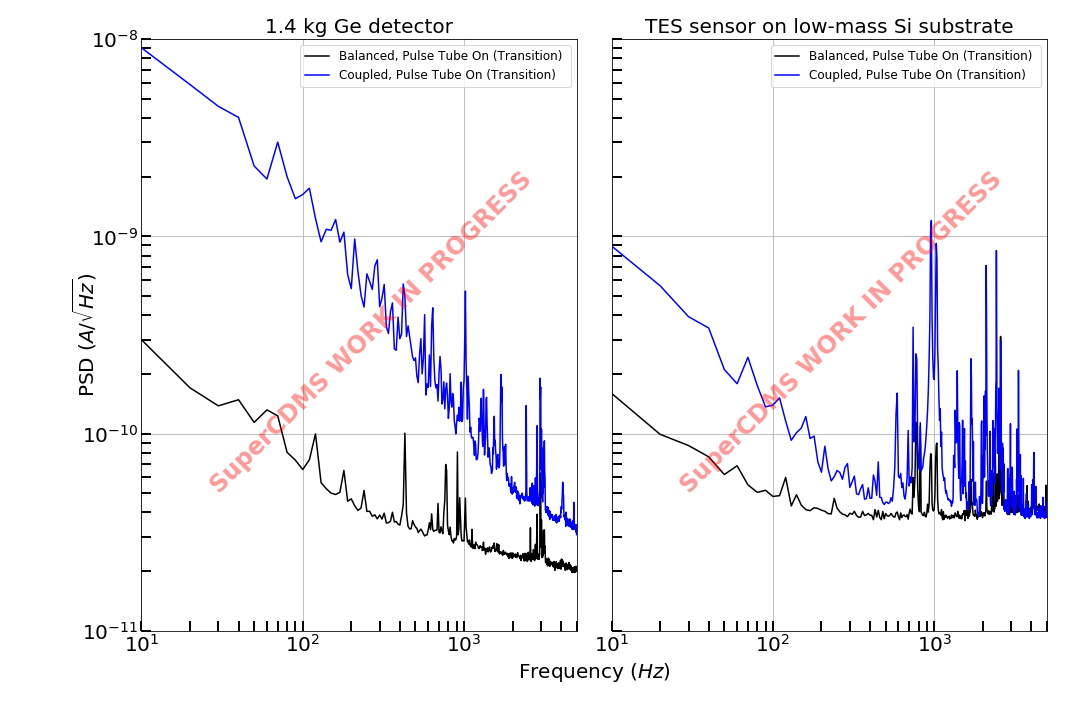 1.4 kg Ge detector
TES sensor on low-mass Si substrate
Balanced, Pulse Tube On (Transition)
Coupled, Pulse Tube On (Transition)
Balanced, Pulse Tube On (Transition)
Coupled, Pulse Tube On (Transition)
SuperCDMS WORK IN PROGRESS
SuperCDMS WORK IN PROGRESS
PSD (A/√Hz)
10⁻⁸
10⁻⁹
10⁻¹⁰
10⁻¹¹
10¹
10²
10³
10¹
10²
10³
Frequency (Hz)